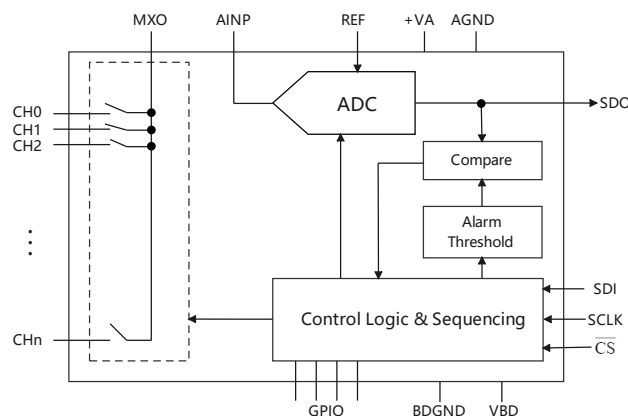 MXO AINP REF +VA AGND
CH0
CH1
CH2
ADC
SDO
Compare
Alarm
Threshold
Control Logic & Sequencing
SDI
SCLK
CS
CHn
GPIO
BDGND VBD